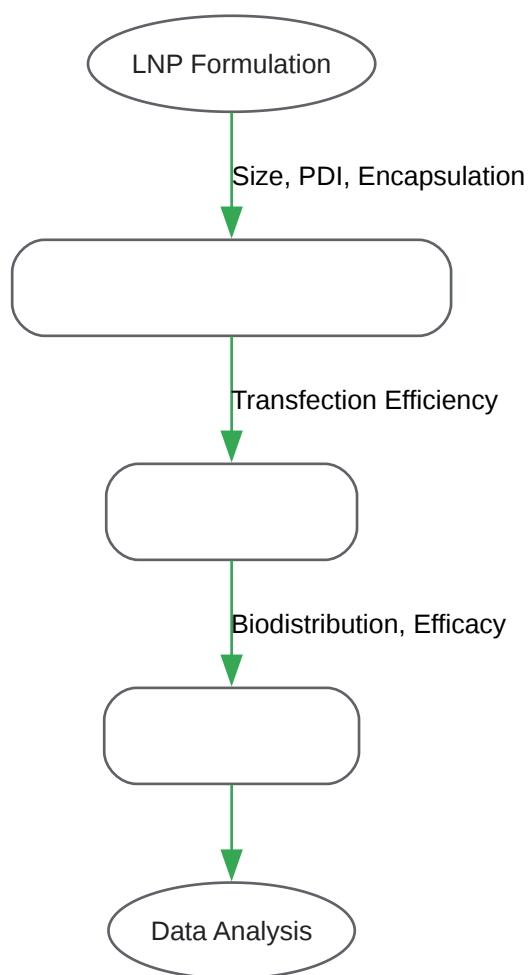 LNP Formulation
Size, PDI, Encapsulation
Transfection Efficiency
Biodistribution, Efficacy
Data Analysis